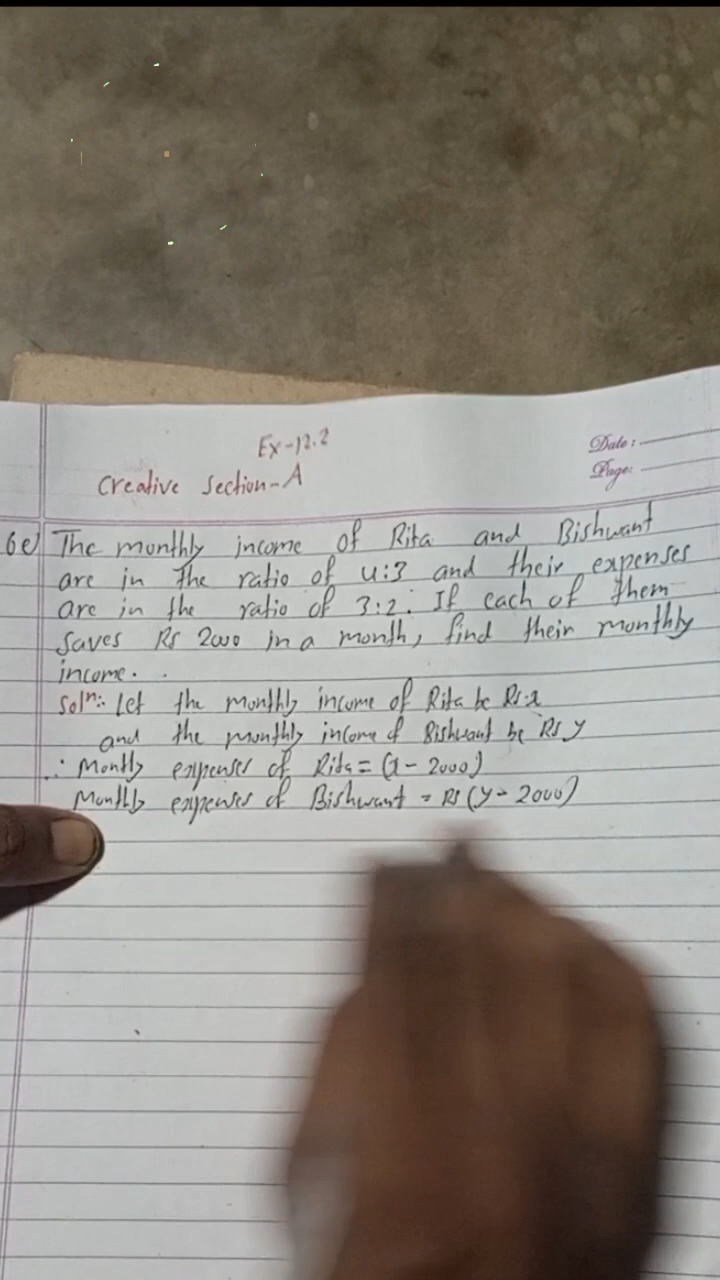 Ex-12.2
Date:
Creative Section-A
Page:
6e) The monthly income of Rita and Bishwant
are in the ratio of 4:3 and their expenses
are in the ratio of 3:2. If each of them
saves Rs 2000 in a month, find their monthly
income.
Solⁿ: Let the monthly income of Rita be Rs.x
and the monthly income of Bishwant be Rs y
∴ Montly expenses of Rita = (x - 2000)
Monthly expenses of Bishwant = Rs (y - 2000)